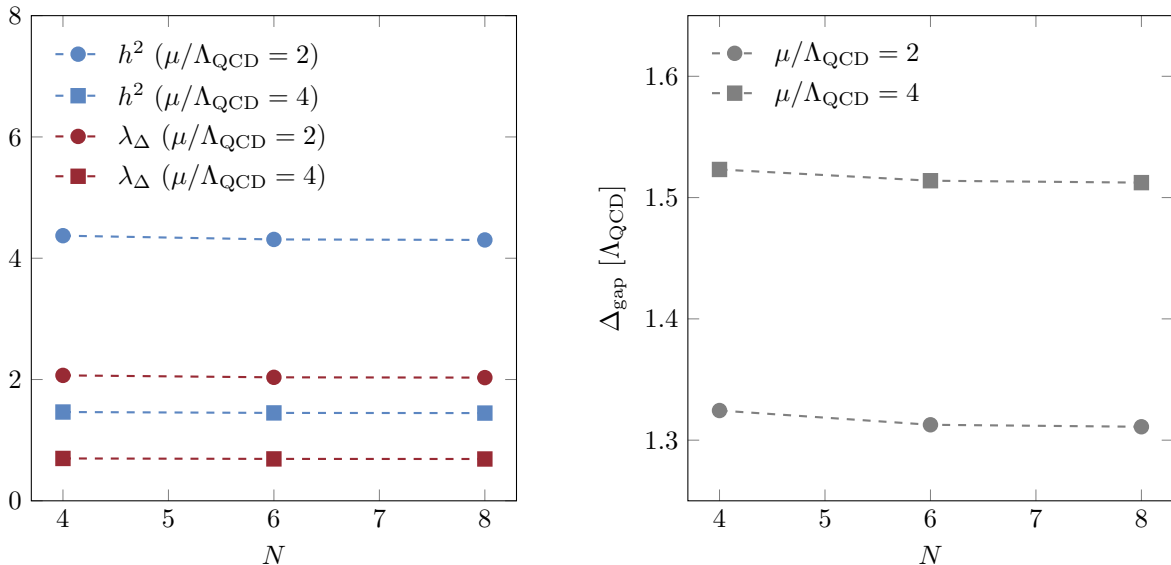 8
6
4
2
0
h² (μ/Λ_QCD = 2)
h² (μ/Λ_QCD = 4)
λ_Δ (μ/Λ_QCD = 2)
λ_Δ (μ/Λ_QCD = 4)
4 5 6 7 8
N
Δ_gap [Λ_QCD]
1.6
1.5
1.4
1.3
μ/Λ_QCD = 2
μ/Λ_QCD = 4
4 5 6 7 8
N